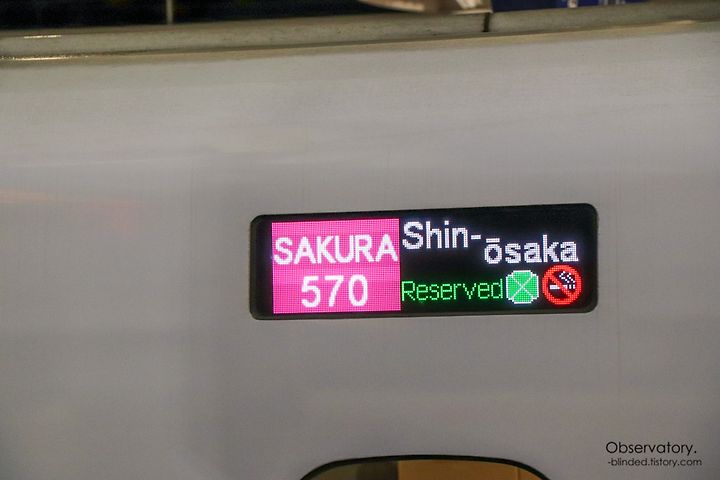 SAKURA
570
Shin-
ōsaka
Reserved
Observatory.
-blinded.tistory.com